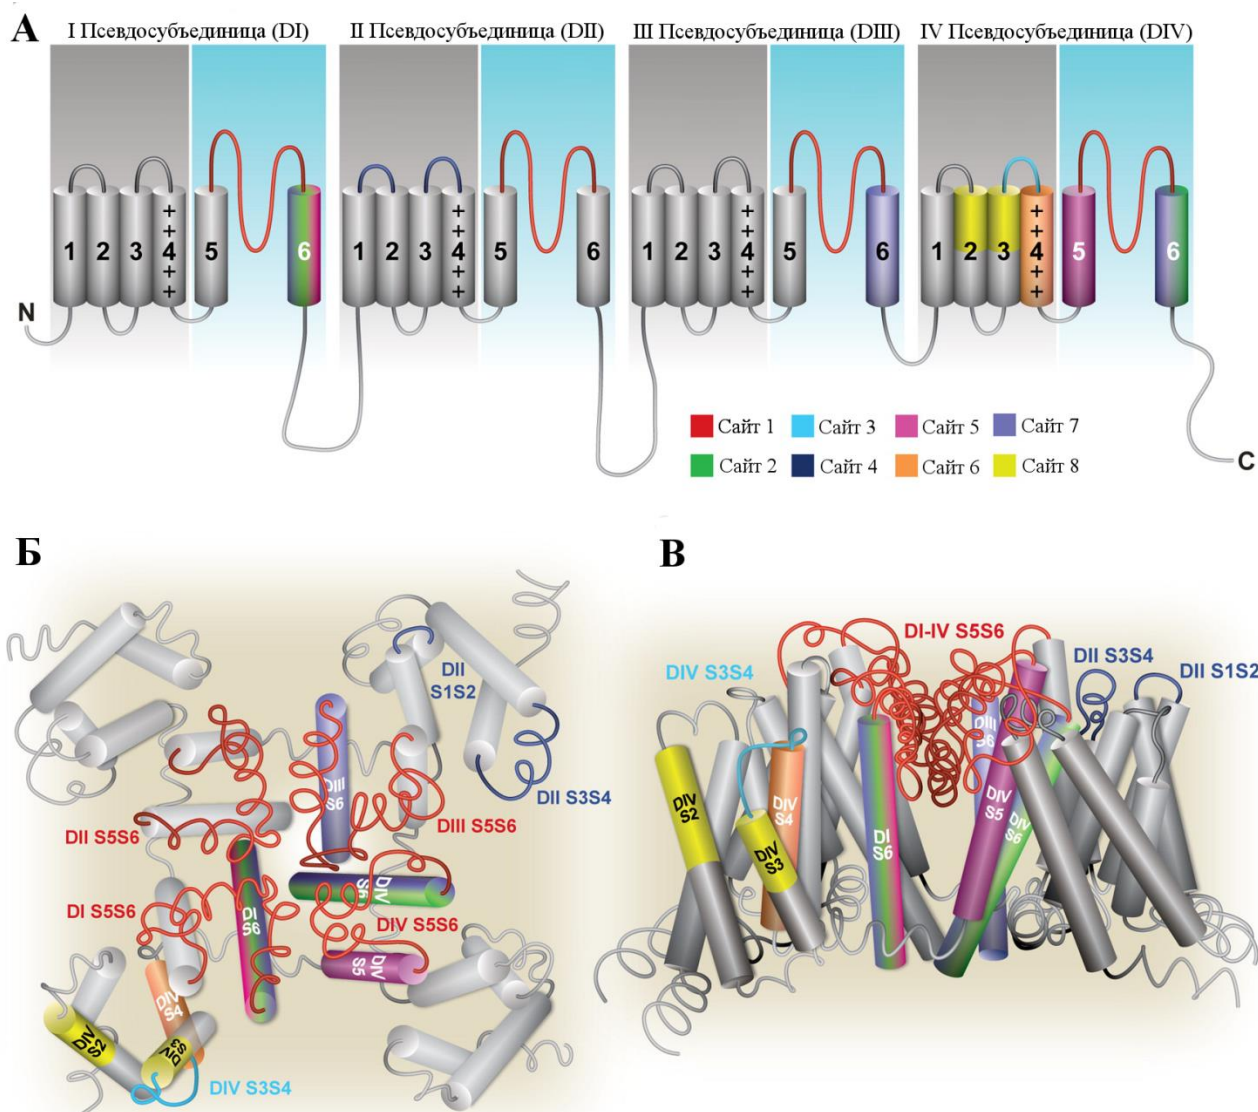 А
I Псевдосубъединица (DI)
II Псевдосубъединица (DII)
III Псевдосубъединица (DIII)
IV Псевдосубъединица (DIV)
1 2 3 +4+ 5 6
1 2 3 +4+ 5 6
1 2 3 +4+ 5 6
1 2 3 +4+ 5 6
N
C
Сайт 1
Сайт 3
Сайт 5
Сайт 7
Сайт 2
Сайт 4
Сайт 6
Сайт 8
Б
DII
S1S2
DIII
S6
DII S3S4
DII S5S6
DIII S5S6
DI S5S6
DI
S6
DIV
S6
DIV S5S6
DIV
S5
DIV
S4
DIV
S2
DIV
S3
DIV S3S4
В
DI-IV S5S6
DIV S3S4
DII S3S4
DII S1S2
DIII
S6
DIV
S2
DIV
S4
DIV
S3
DI
S6
DIV
S5
DIV
S6